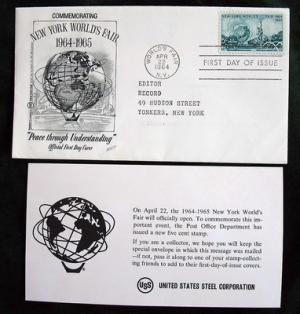 COMMEMORATING
NEW YORK WORLD'S FAIR
1964-1965
"Peace through Understanding"
Official First Day Cover
WORLD'S FAIR
APR
22
1964
N.Y.
NEW YORK WORLD'S FAIR
FIRST DAY OF ISSUE
EDITOR
RECORD
49 HUDSON STREET
YONKERS, NEW YORK
On April 22, the 1964-1965 New York World's
Fair will officially open. To commemorate this im-
portant event, the Post Office Department has
issued a new five cent stamp.
If you are a collector, we hope you will keep the
special envelope in which this message was mailed
—if not, pass it along to one of your stamp-collect-
ing friends to add to their first-day-of-issue covers.
USS UNITED STATES STEEL CORPORATION